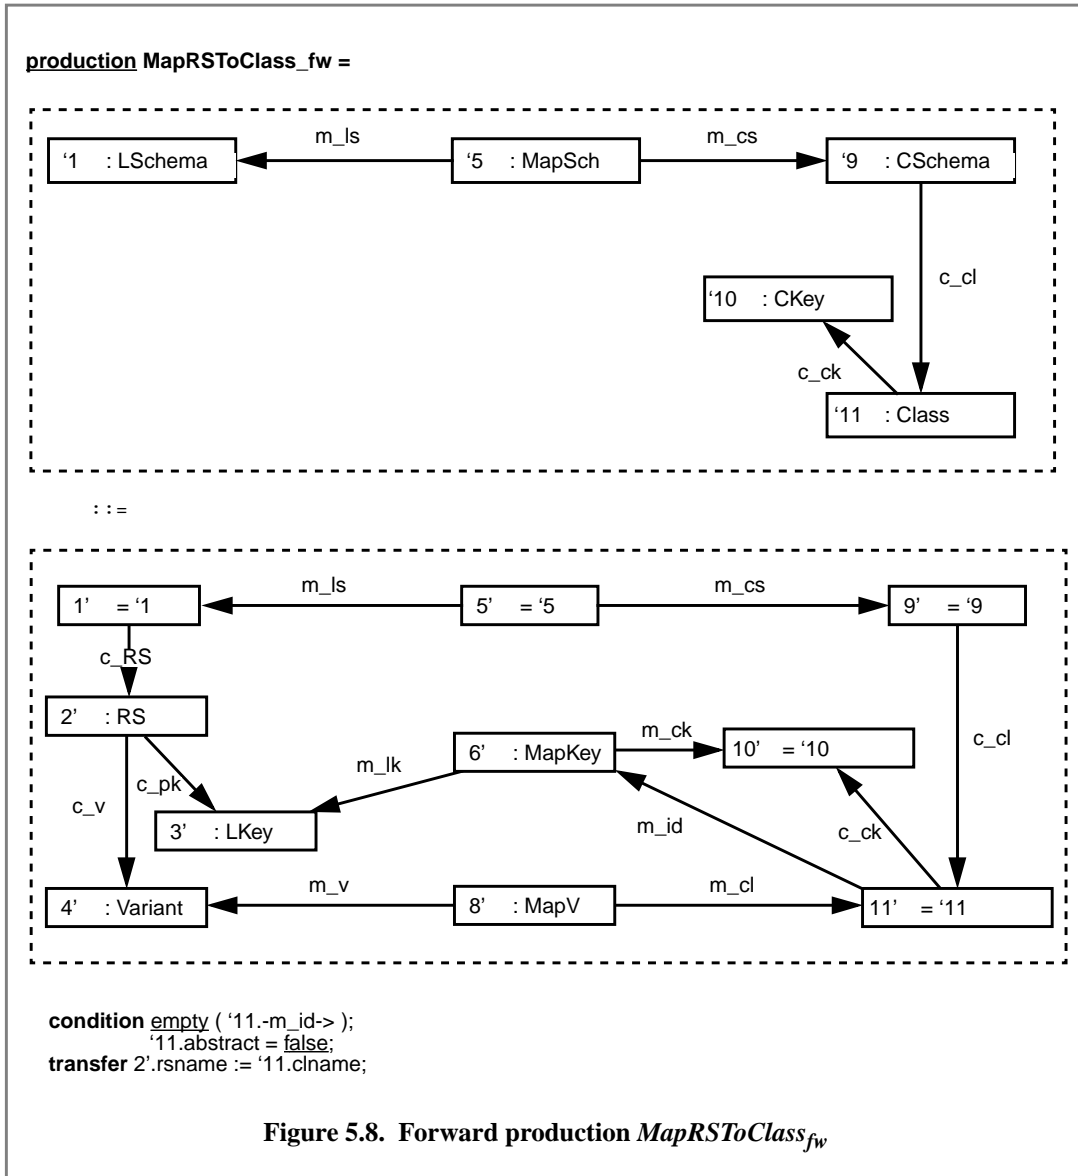 production MapRSToClass_fw =
m_ls
m_cs
‘1 : LSchema
‘5 : MapSch
‘9 : CSchema
c_cl
‘10 : CKey
c_ck
‘11 : Class
::=
m_ls
m_cs
1’ = ‘1
5’ = ‘5
9’ = ‘9
c_RS
2’ : RS
m_ck
6’ : MapKey
10’ = ‘10
c_cl
m_lk
c_pk
c_v
3’ : LKey
m_id
c_ck
m_v
m_cl
4’ : Variant
8’ : MapV
11’ = ‘11
condition empty ( ‘11.-m_id-> );
‘11.abstract = false;
transfer 2’.rsname := ‘11.clname;
Figure 5.8. Forward production MapRSToClassfw